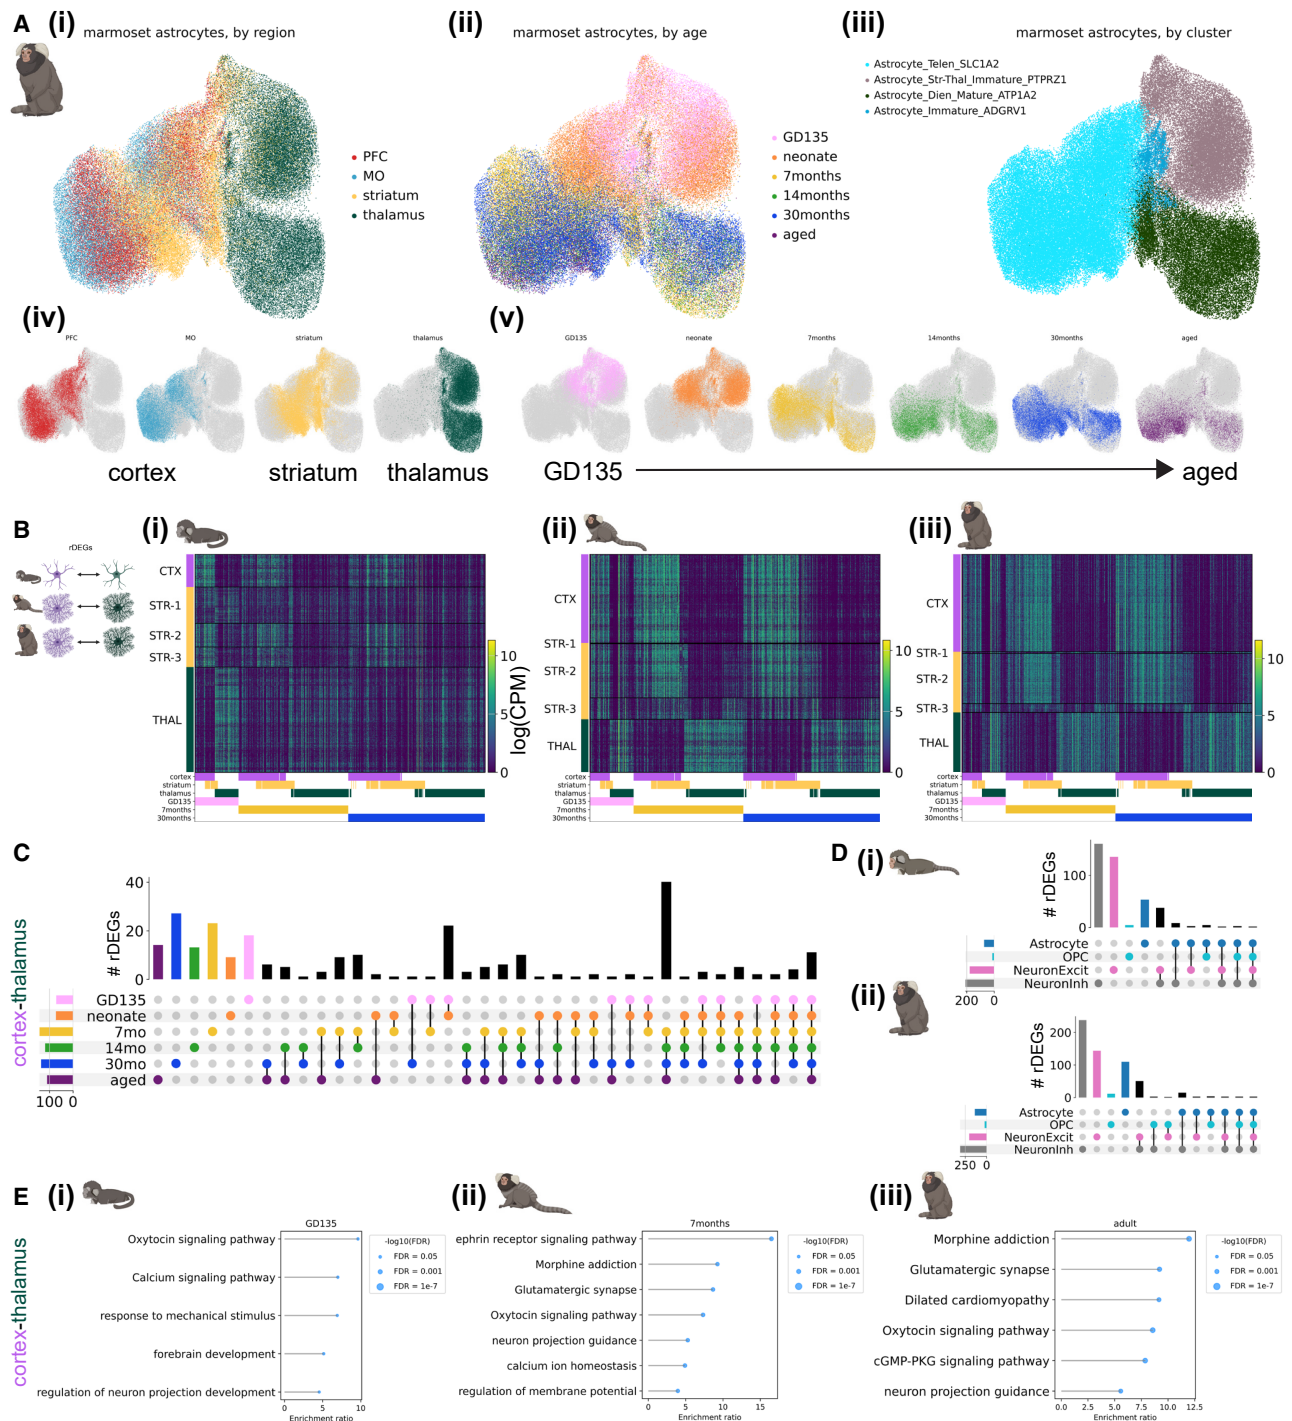 A
(i)
marmoset astrocytes, by region
PFC
MO
striatum
thalamus
(ii)
marmoset astrocytes, by age
GD135
neonate
7months
14months
30months
aged
(iii)
marmoset astrocytes, by cluster
Astrocyte_Telen_SLC1A2
Astrocyte_Str-Thal_Immature_PTPRZ1
Astrocyte_Dien_Mature_ATP1A2
Astrocyte_Immature_ADGRV1
(iv)
PFC
MO
striatum
thalamus
cortex
striatum
thalamus
(v)
GD135
neonate
7months
14months
30months
aged
GD135
aged
B
rDEGs
(i)
CTX
STR-1
STR-2
STR-3
THAL
cortex
striatum
thalamus
GD135
7months
30months
10
5
0
log(CPM)
(ii)
CTX
STR-1
STR-2
STR-3
THAL
10
5
0
(iii)
CTX
STR-1
STR-2
STR-3
THAL
cortex
striatum
thalamus
GD135
7months
30months
10
5
0
C
cortex-thalamus
# rDEGs
40
20
0
GD135
neonate
7mo
14mo
30mo
aged
100 0
D
(i)
# rDEGs
100
0
Astrocyte
OPC
NeuronExcit
NeuronInh
200 0
(ii)
# rDEGs
200
100
0
Astrocyte
OPC
NeuronExcit
NeuronInh
250 0
E
cortex-thalamus
(i)
GD135
Oxytocin signaling pathway
Calcium signaling pathway
response to mechanical stimulus
forebrain development
regulation of neuron projection development
0 5 10
Enrichment ratio
-log10(FDR)
FDR = 0.05
FDR = 0.001
FDR = 1e-7
(ii)
7months
ephrin receptor signaling pathway
Morphine addiction
Glutamatergic synapse
Oxytocin signaling pathway
neuron projection guidance
calcium ion homeostasis
regulation of membrane potential
0 5 10 15
Enrichment ratio
-log10(FDR)
FDR = 0.05
FDR = 0.001
FDR = 1e-7
(iii)
adult
Morphine addiction
Glutamatergic synapse
Dilated cardiomyopathy
Oxytocin signaling pathway
cGMP-PKG signaling pathway
neuron projection guidance
0.0 2.5 5.0 7.5 10.0 12.5
Enrichment ratio
-log10(FDR)
FDR = 0.05
FDR = 0.001
FDR = 1e-7